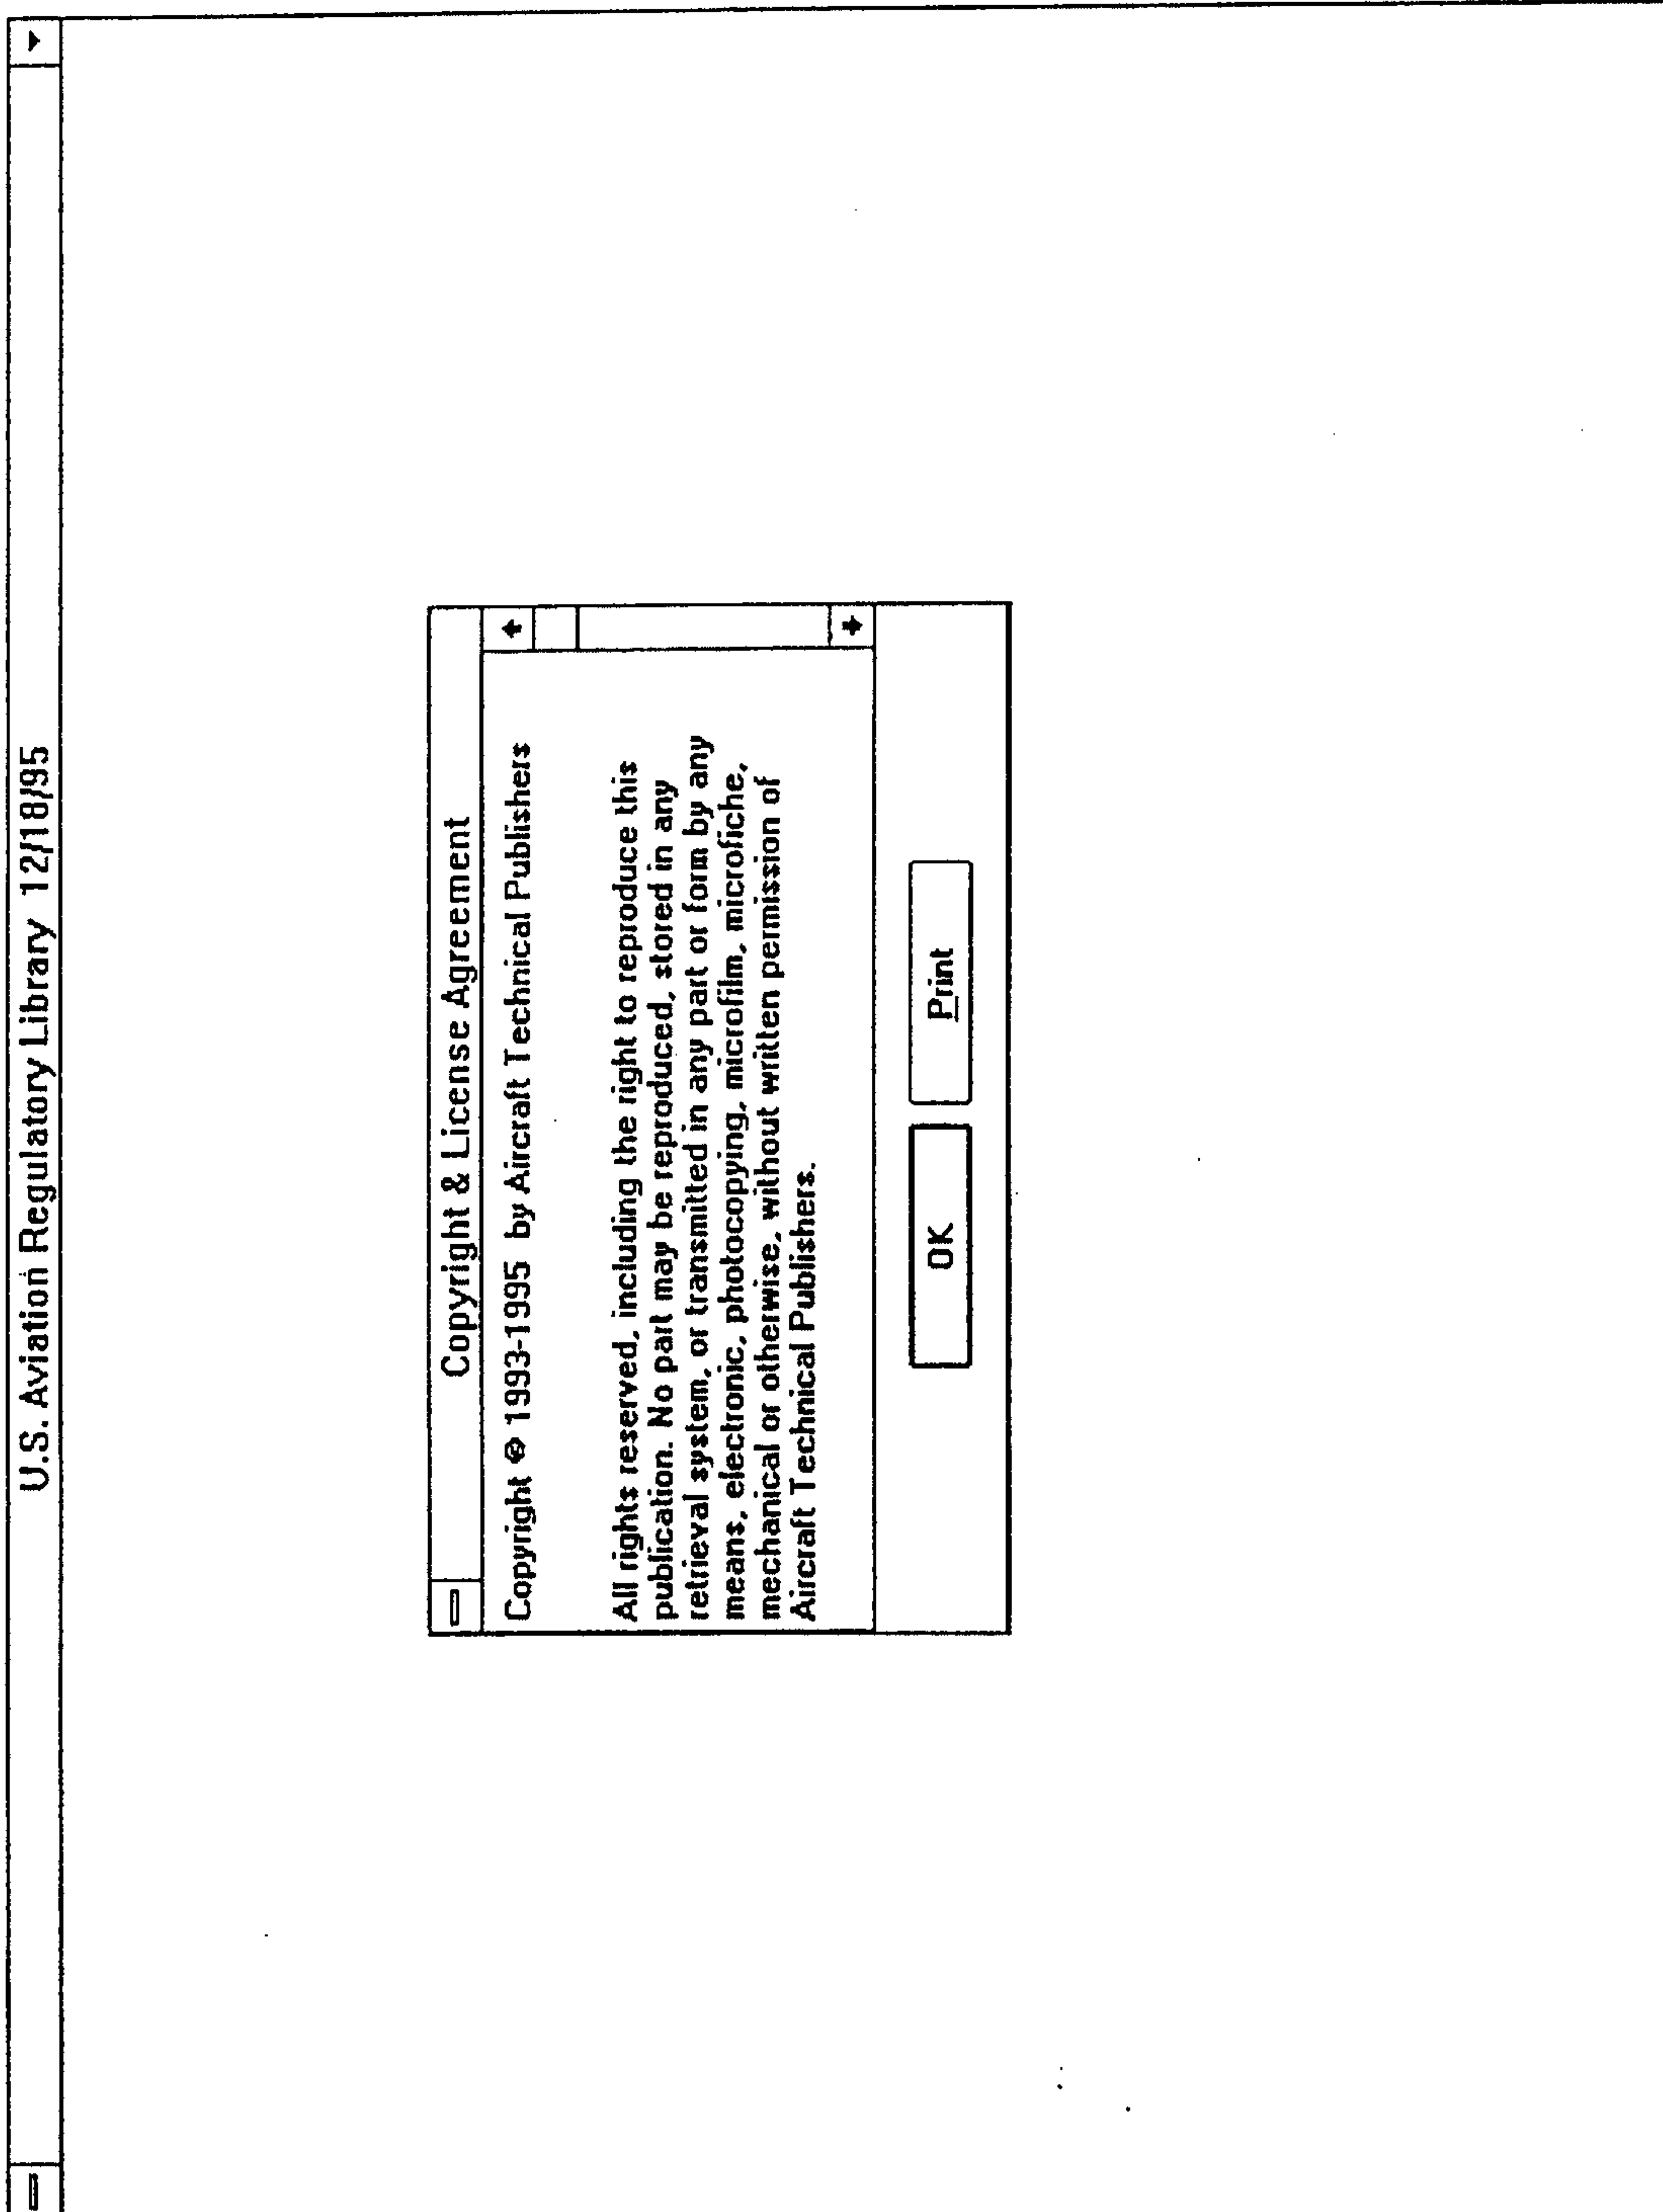 U.S. Aviation Regulatory Library 12/18/95
Copyright & License Agreement
Copyright © 1993-1995 by Aircraft Technical Publishers
All rights reserved, including the right to reproduce this
publication. No part may be reproduced, stored in any
retrieval system, or transmitted in any part or form by any
means, electronic, photocopying, microfilm, microfiche,
mechanical or otherwise, without written permission of
Aircraft Technical Publishers.
OK
Print